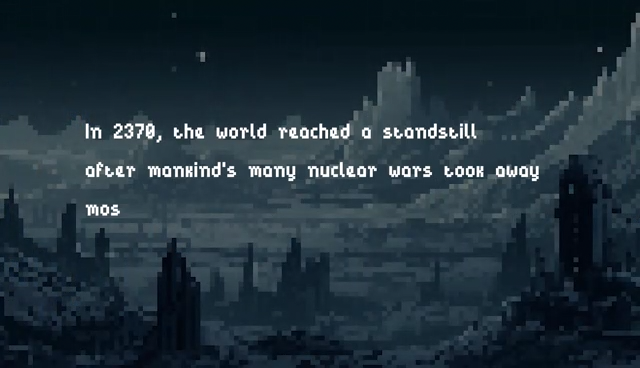 In 2370, the world reached a standstill
after mankind's many nuclear wars took away
mos